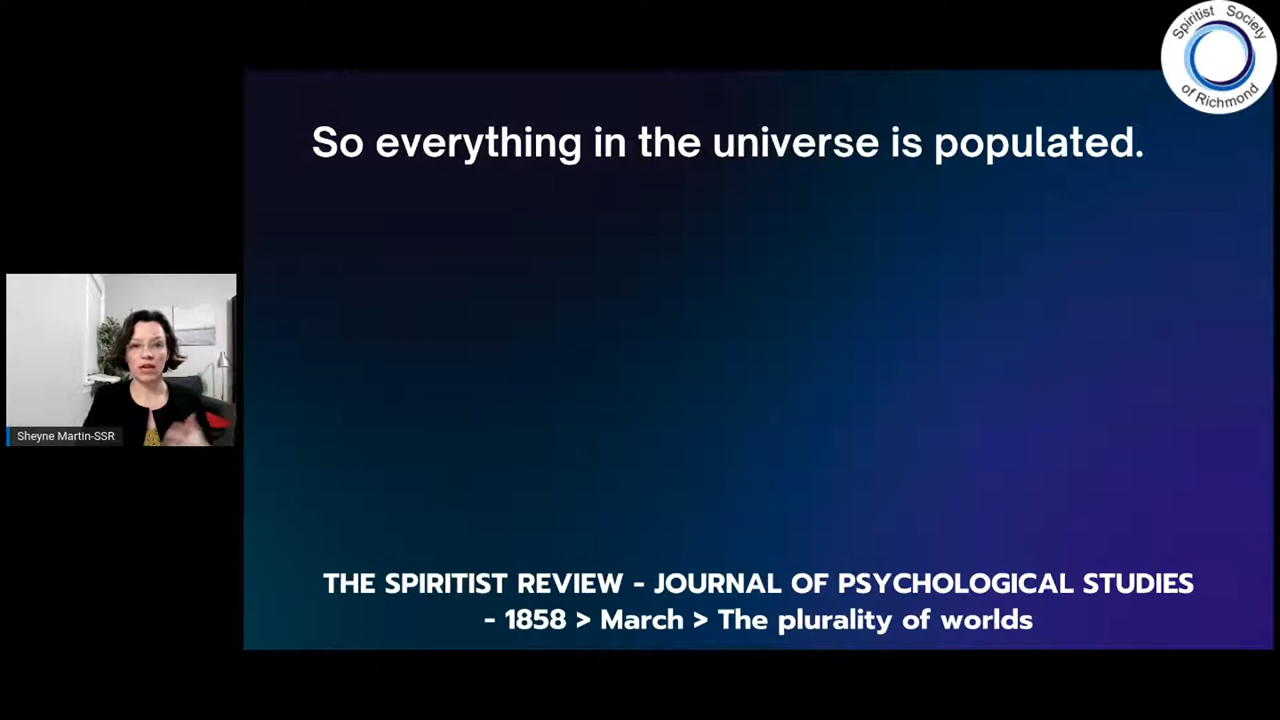 Spiritist Society
of Richmond
So everything in the universe is populated.
Sheyne Martin-SSR
THE SPIRITIST REVIEW - JOURNAL OF PSYCHOLOGICAL STUDIES
- 1858 > March > The plurality of worlds